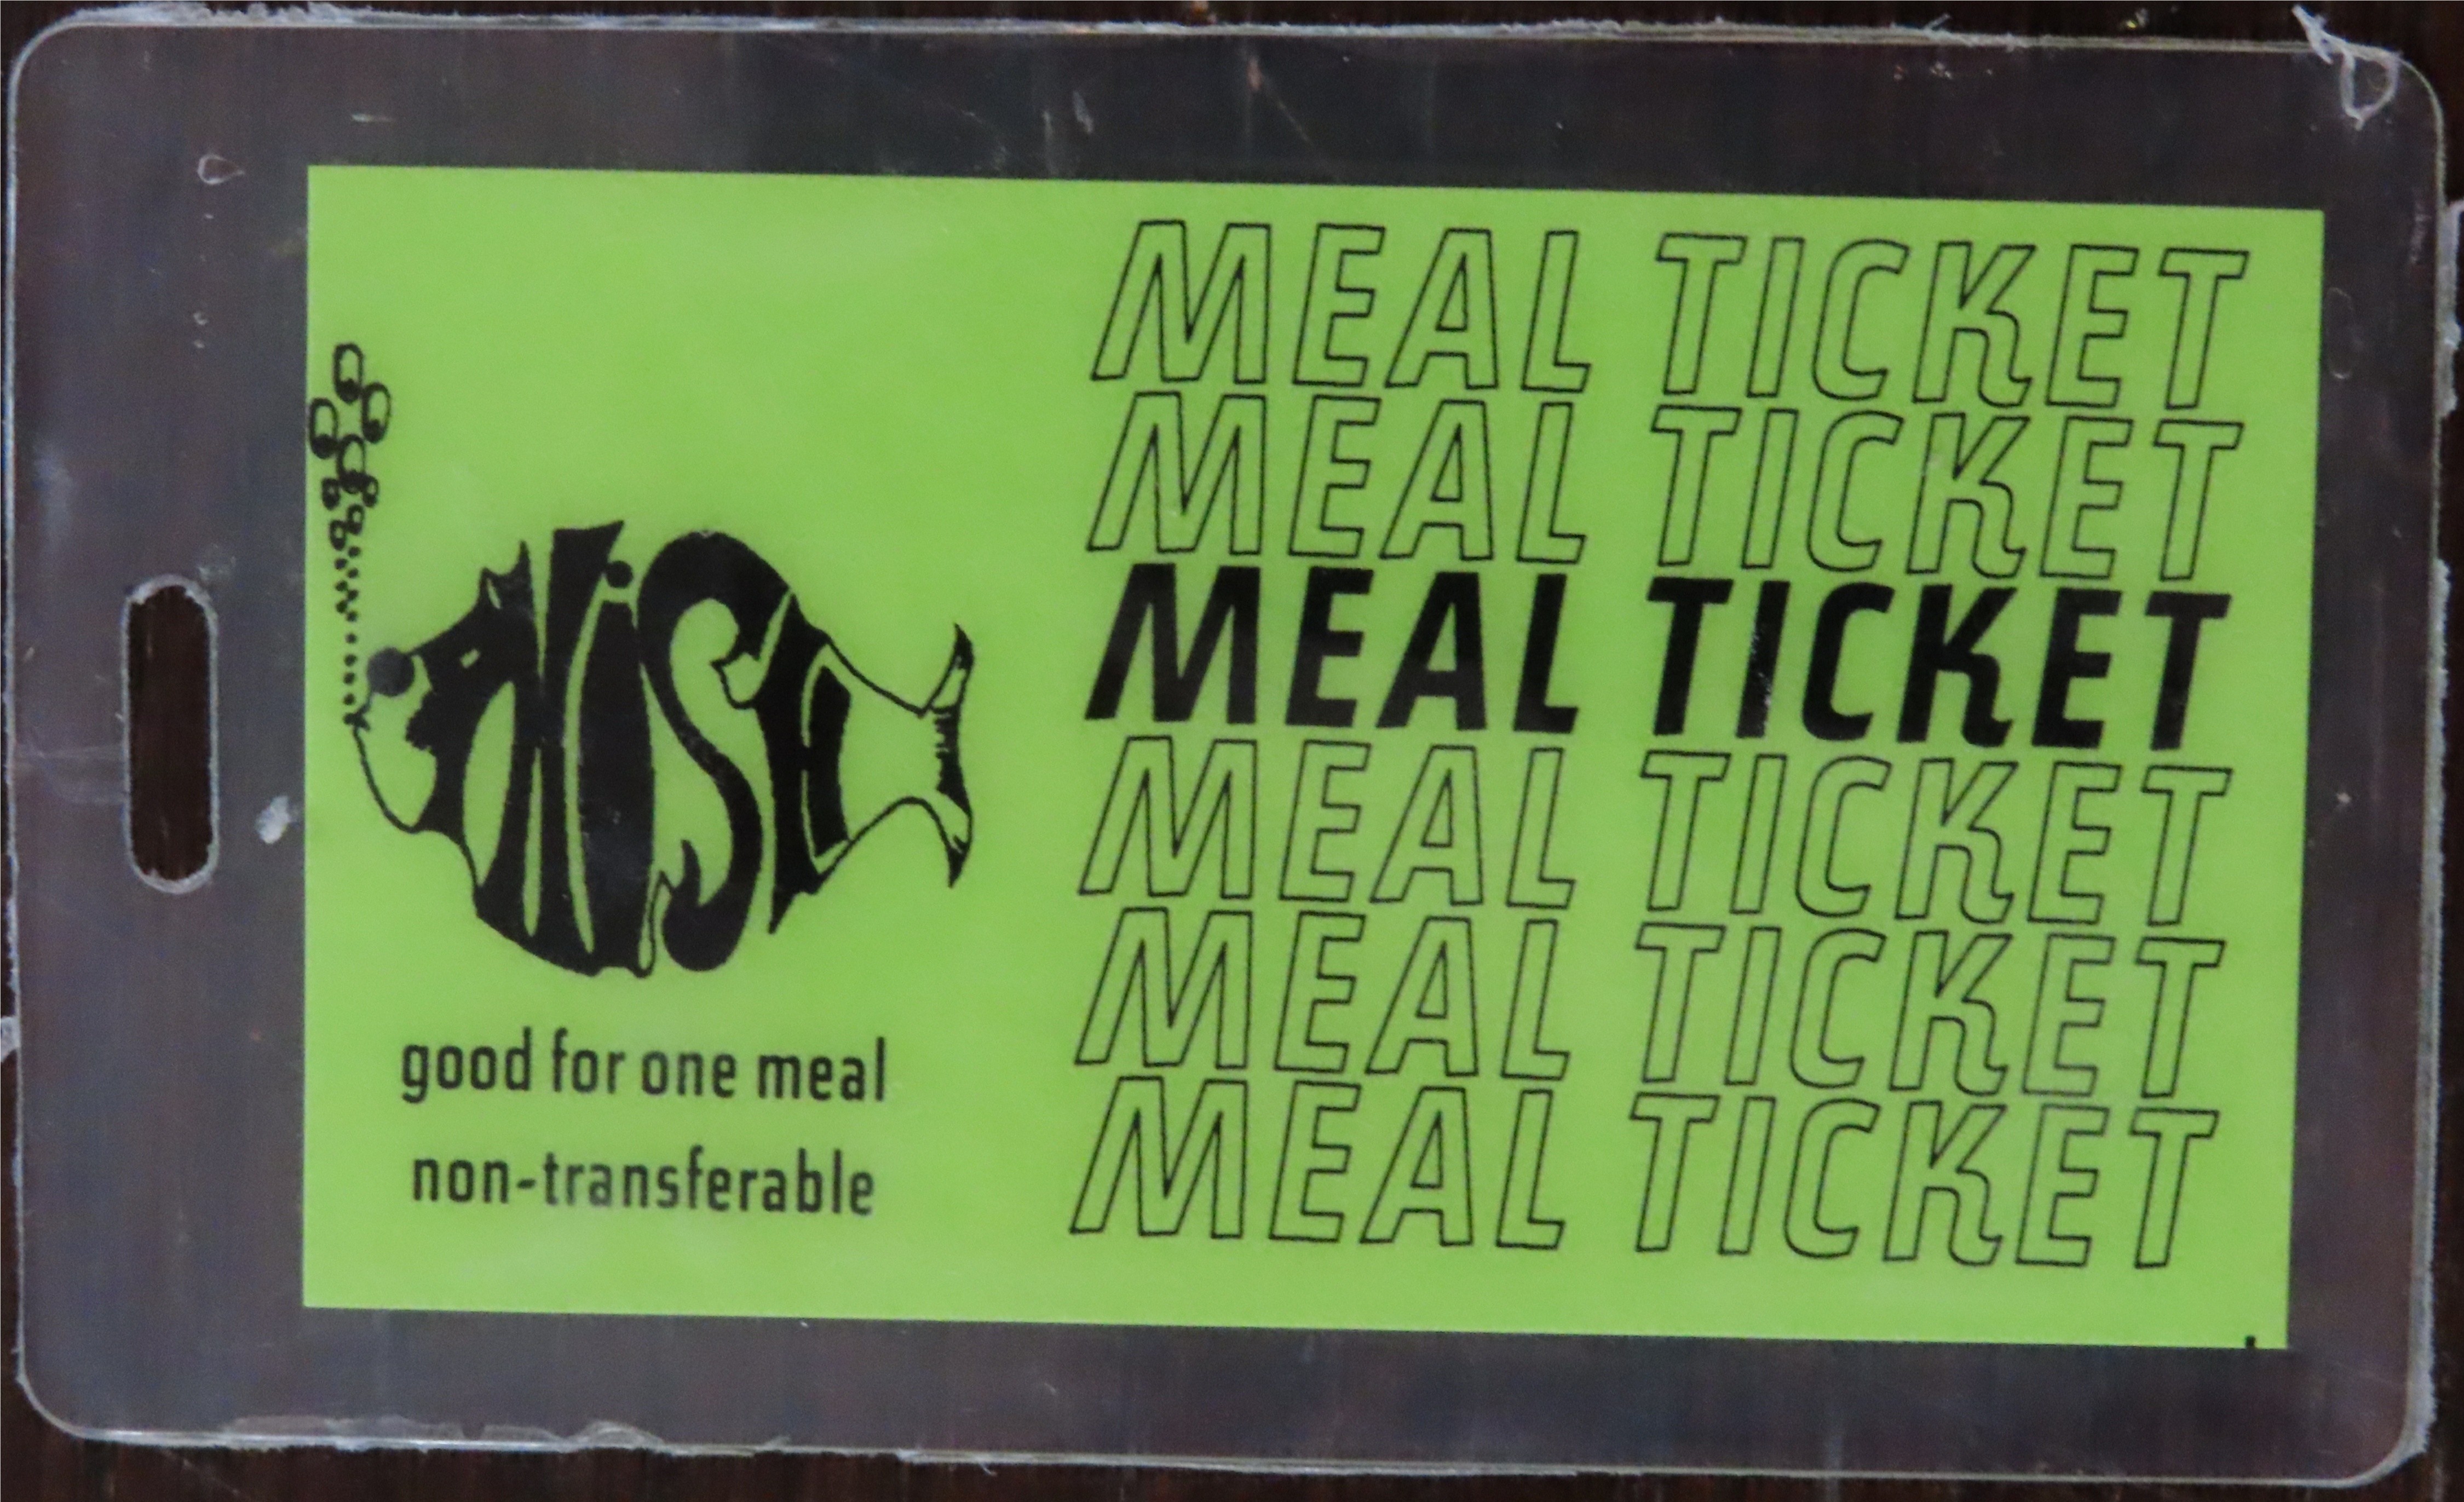 PHiSH
good for one meal
non-transferable
MEAL TICKET
MEAL TICKET
MEAL TICKET
MEAL TICKET
MEAL TICKET
MEAL TICKET